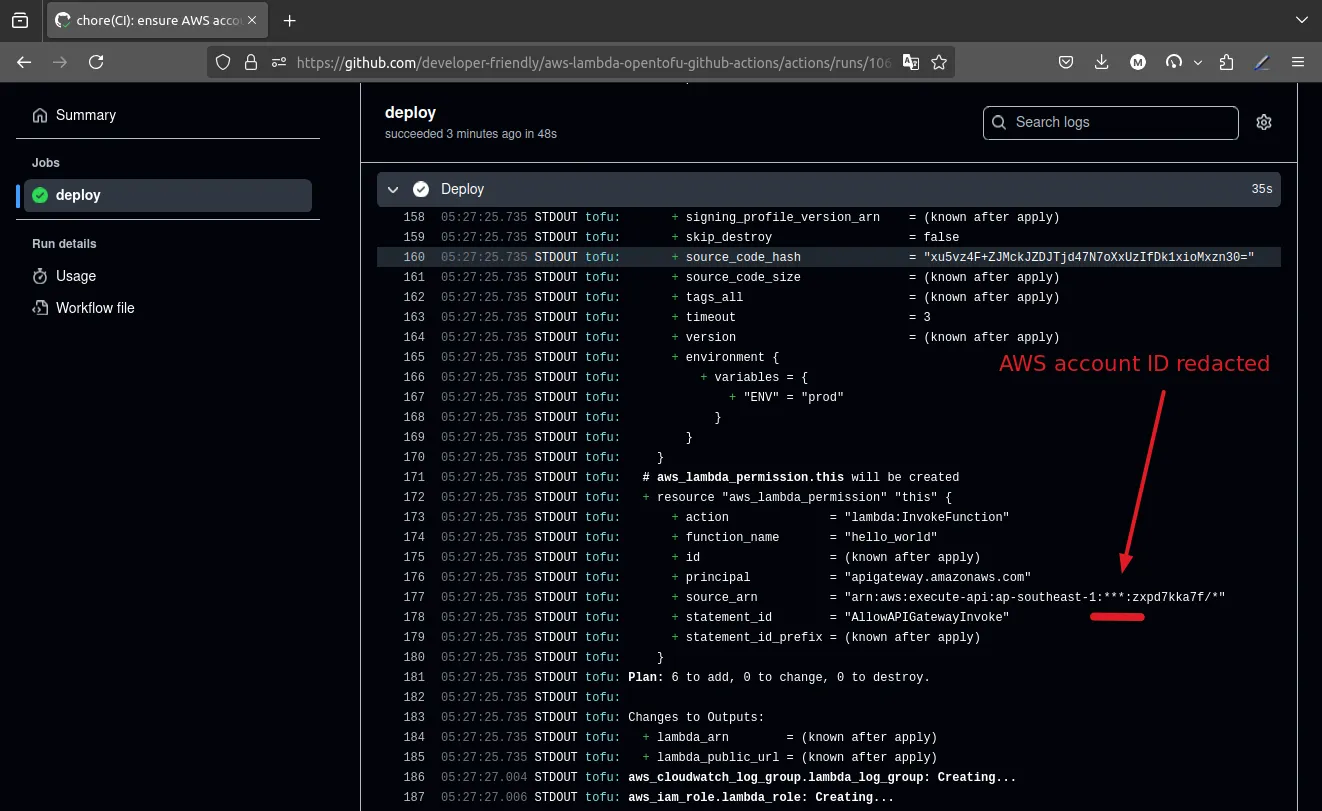 chore(CI): ensure AWS acco
https://github.com/developer-friendly/aws-lambda-opentofu-github-actions/actions/runs/106
M
Summary
Jobs
deploy
Run details
Usage
Workflow file
deploy
succeeded 3 minutes ago in 48s
Search logs
Deploy
35s
158 05:27:25.735 STDOUT tofu: + signing_profile_version_arn = (known after apply)
159 05:27:25.735 STDOUT tofu: + skip_destroy = false
160 05:27:25.735 STDOUT tofu: + source_code_hash = "xu5vz4F+ZJMckJZDJTjd47N7oXxUzIfDk1xioMxzn30="
161 05:27:25.735 STDOUT tofu: + source_code_size = (known after apply)
162 05:27:25.735 STDOUT tofu: + tags_all = (known after apply)
163 05:27:25.735 STDOUT tofu: + timeout = 3
164 05:27:25.735 STDOUT tofu: + version = (known after apply)
165 05:27:25.735 STDOUT tofu: + environment {
AWS account ID redacted
166 05:27:25.735 STDOUT tofu: + variables = {
167 05:27:25.735 STDOUT tofu: + "ENV" = "prod"
168 05:27:25.735 STDOUT tofu: }
169 05:27:25.735 STDOUT tofu: }
170 05:27:25.735 STDOUT tofu: }
171 05:27:25.735 STDOUT tofu: # aws_lambda_permission.this will be created
172 05:27:25.735 STDOUT tofu: + resource "aws_lambda_permission" "this" {
173 05:27:25.735 STDOUT tofu: + action = "lambda:InvokeFunction"
174 05:27:25.735 STDOUT tofu: + function_name = "hello_world"
175 05:27:25.735 STDOUT tofu: + id = (known after apply)
176 05:27:25.735 STDOUT tofu: + principal = "apigateway.amazonaws.com"
177 05:27:25.735 STDOUT tofu: + source_arn = "arn:aws:execute-api:ap-southeast-1:***:zxpd7kka7f/*"
178 05:27:25.735 STDOUT tofu: + statement_id = "AllowAPIGatewayInvoke"
179 05:27:25.735 STDOUT tofu: + statement_id_prefix = (known after apply)
180 05:27:25.735 STDOUT tofu: }
181 05:27:25.735 STDOUT tofu: Plan: 6 to add, 0 to change, 0 to destroy.
182 05:27:25.735 STDOUT tofu:
183 05:27:25.735 STDOUT tofu: Changes to Outputs:
184 05:27:25.735 STDOUT tofu: + lambda_arn = (known after apply)
185 05:27:25.735 STDOUT tofu: + lambda_public_url = (known after apply)
186 05:27:27.004 STDOUT tofu: aws_cloudwatch_log_group.lambda_log_group: Creating...
187 05:27:27.006 STDOUT tofu: aws_iam_role.lambda_role: Creating...